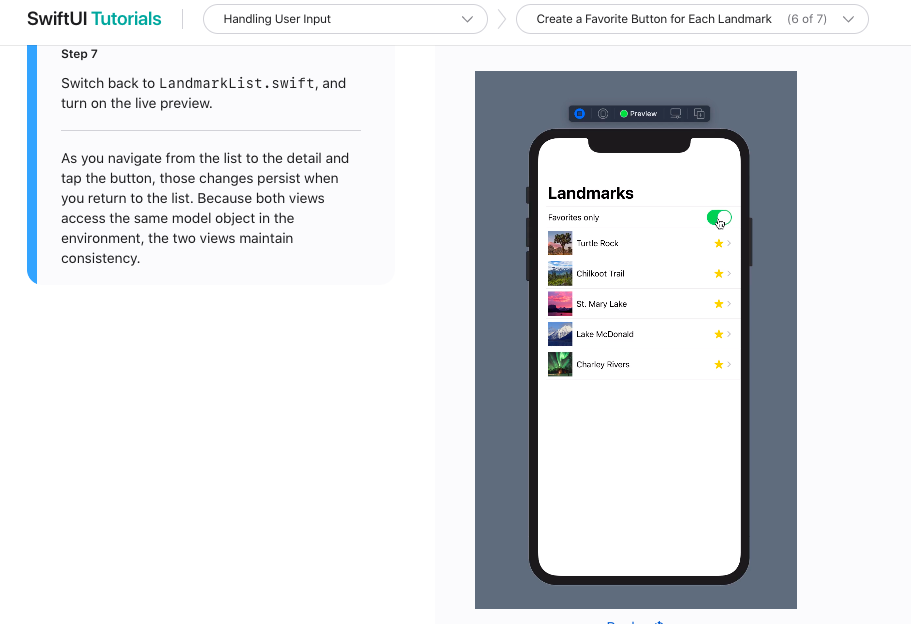 SwiftUI Tutorials
Handling User Input
Create a Favorite Button for Each Landmark (6 of 7)
Step 7
Switch back to LandmarkList.swift, and
turn on the live preview.
As you navigate from the list to the detail and
tap the button, those changes persist when
you return to the list. Because both views
access the same model object in the
environment, the two views maintain
consistency.
Preview
Landmarks
Favorites only
Turtle Rock
Chilkoot Trail
St. Mary Lake
Lake McDonald
Charley Rivers